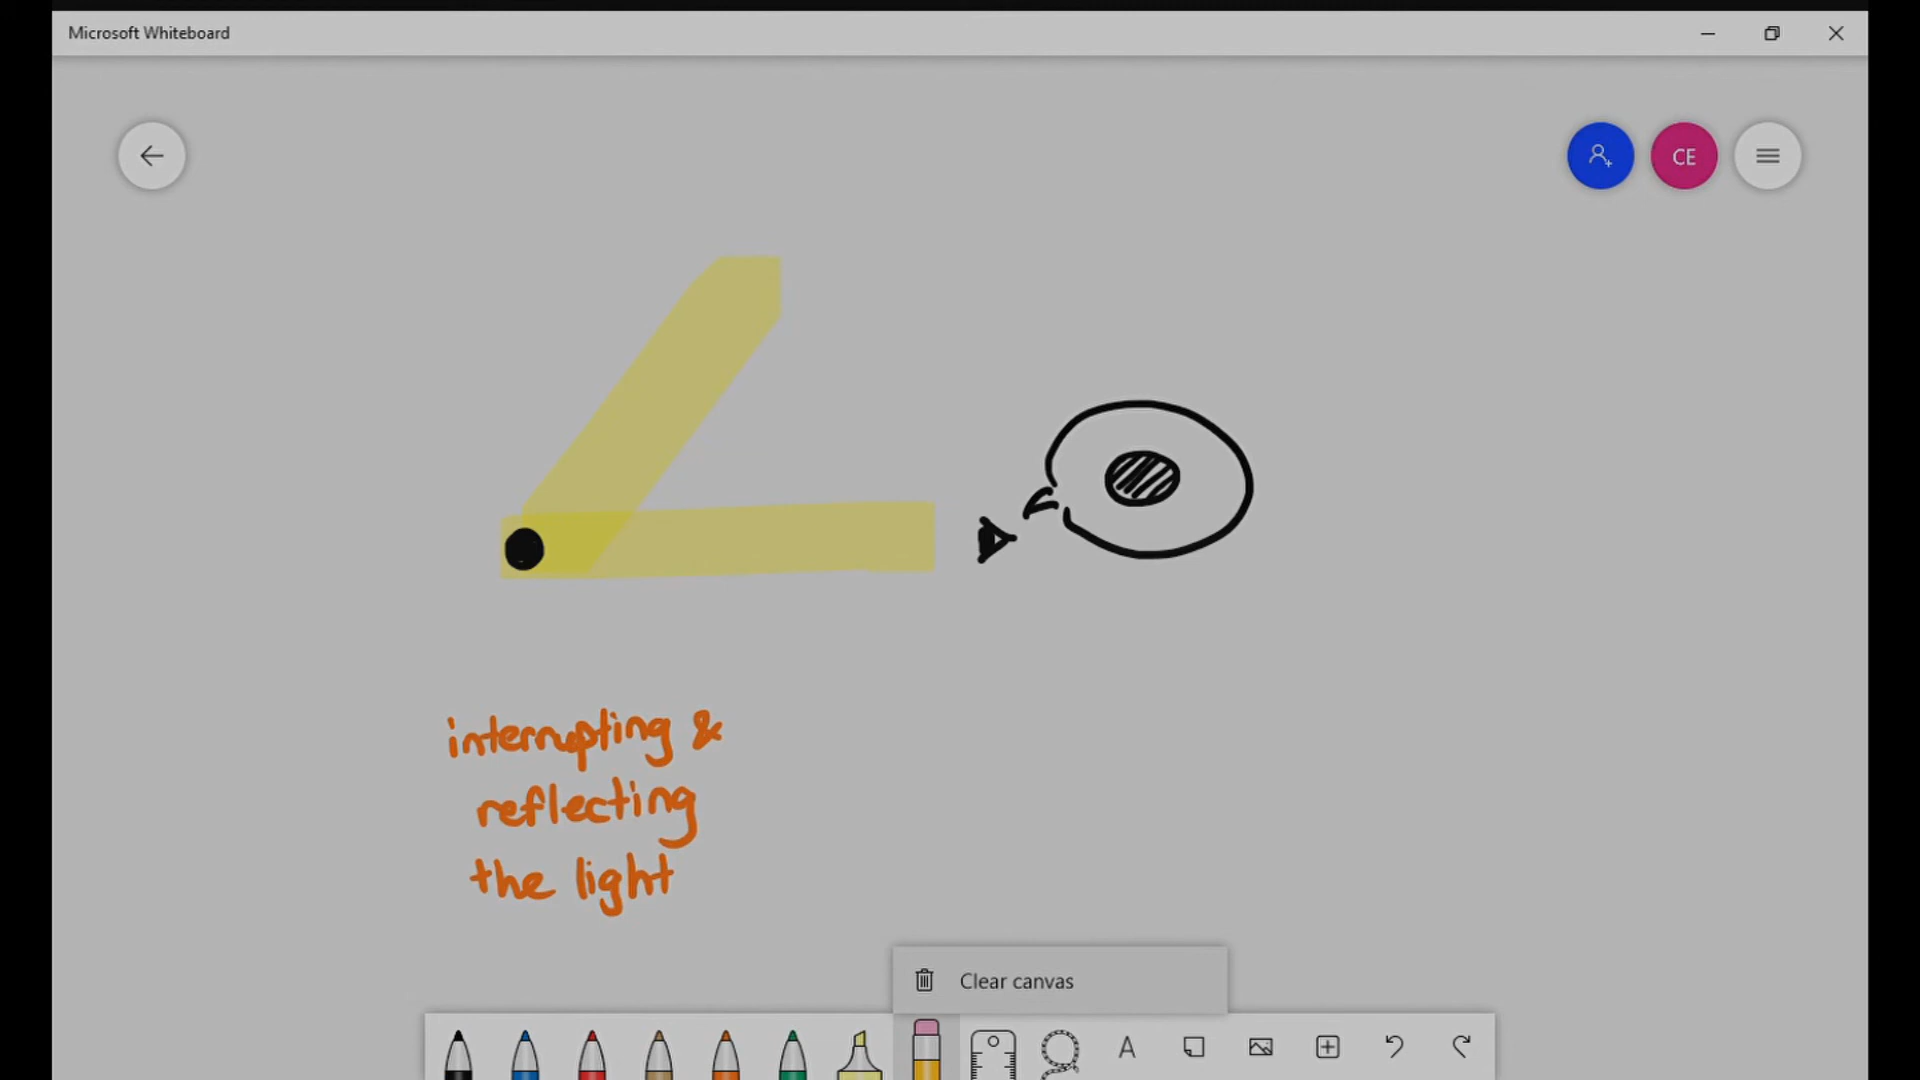 Microsoft Whiteboard
CE
interrupting &
reflecting
the light
Clear canvas
A